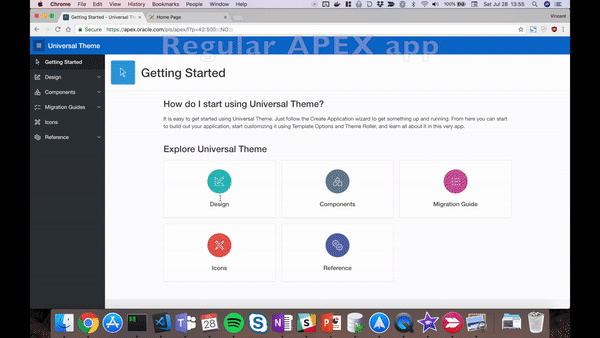 Chrome File Edit View History Bookmarks People Window Help
100% Sat Jul 28 13:55
Getting Started - Universal Th
Home Page
Vincent
Secure https://apex.oracle.com/pls/apex/f?p=42:500:::NO:::
Regular APEX app
Universal Theme
Getting Started
Design
Components
Migration Guides
Icons
Reference
Getting Started
How do I start using Universal Theme?
It is easy to get started using Universal Theme. Just follow the Create Application wizard to get something up and running. From here you can start
to build out your application, start customizing it using Template Options and Theme Roller, and learn all about it in this very app.
Explore Universal Theme
Design
Components
Migration Guide
Icons
Reference
28